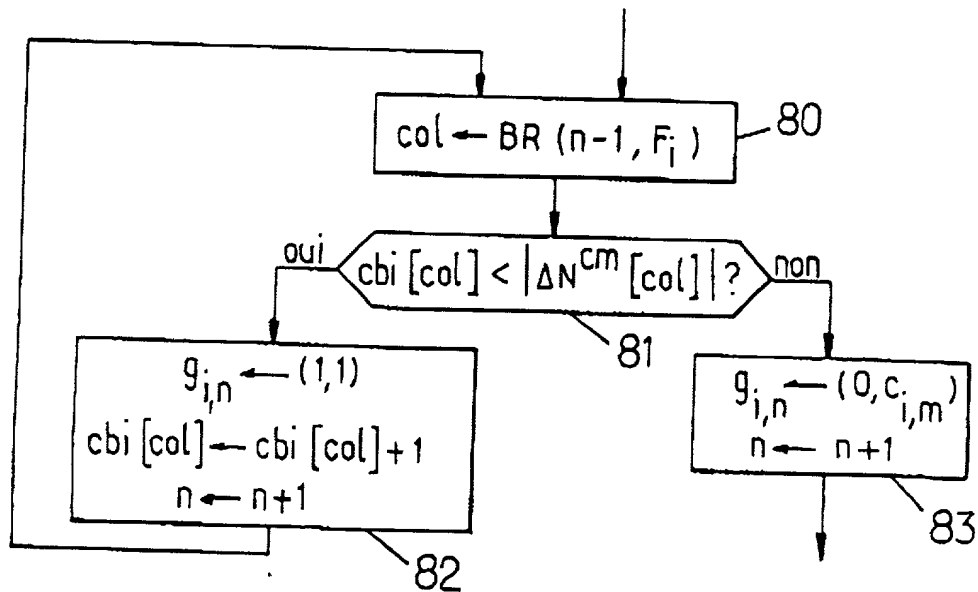 col ← BR (n-1, F_i)
80
oui
cbi [col] < |ΔN^cm [col]| ?
non
81
g_i,n ← (1,1)
cbi [col] ← cbi [col]+1
n ← n+1
82
g_i,n ← (0,c_i,m)
n ← n+1
83